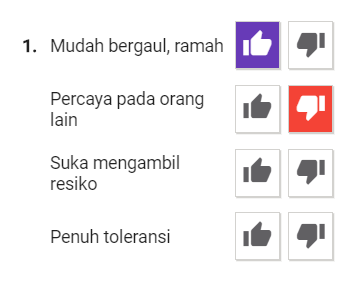 1. Mudah bergaul, ramah
Percaya pada orang
lain
Suka mengambil
resiko
Penuh toleransi